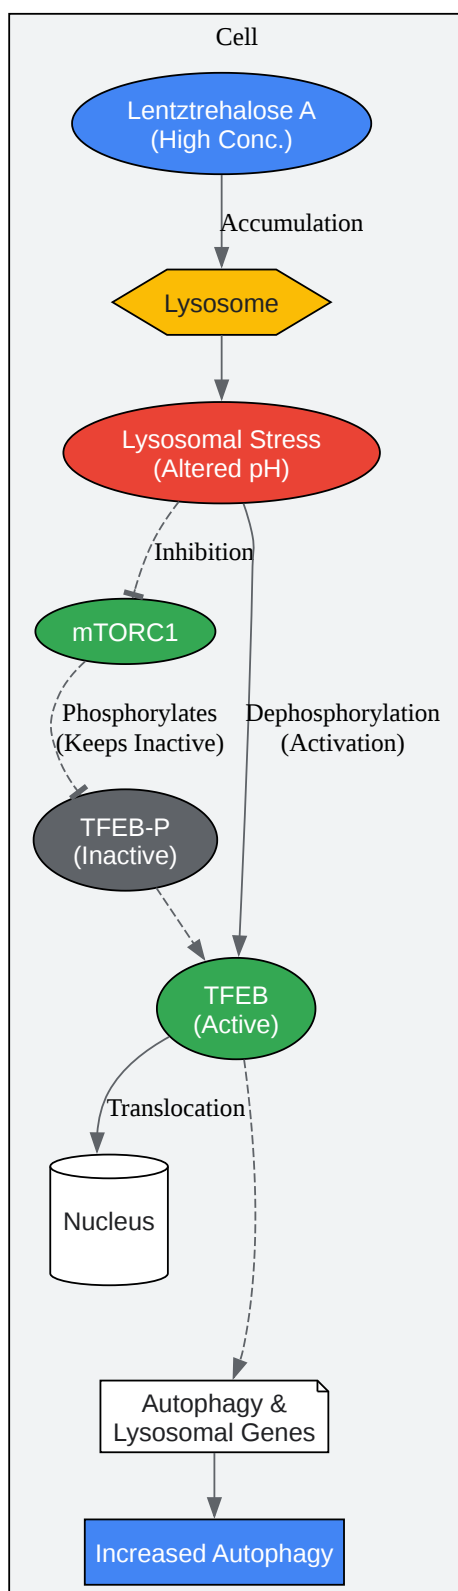 Cell
Lentztrehalose A
(High Conc.)
Accumulation
Lysosome
Lysosomal Stress
(Altered pH)
Inhibition
mTORC1
Phosphorylates
(Keeps Inactive)
Dephosphorylation
(Activation)
TFEB-P
(Inactive)
TFEB
(Active)
Translocation
Nucleus
Autophagy &
Lysosomal Genes
Increased Autophagy